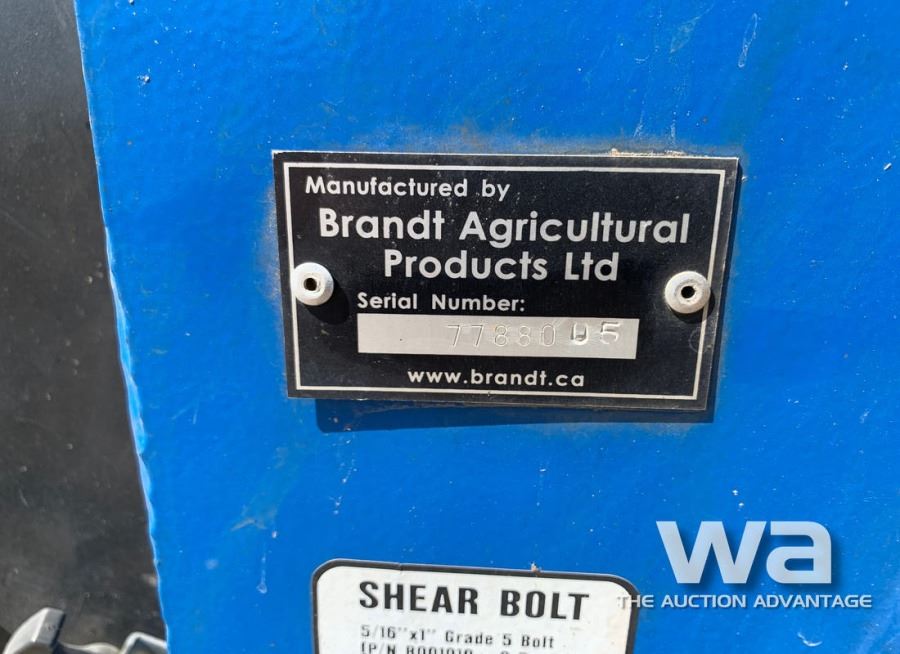 Manufactured by
Brandt Agricultural
Products Ltd
Serial Number:
www.brandt.ca
wa
THE AUCTION ADVANTAGE
SHEAR BOLT
5/16"x1" Grade 5 Bolt